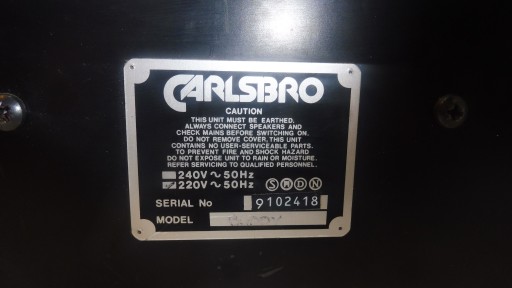 CARLSBRO
CAUTION
THIS UNIT MUST BE EARTHED.
ALWAYS CONNECT SPEAKERS AND
CHECK MAINS BEFORE SWITCHING ON.
DO NOT REMOVE COVER. THIS UNIT
CONTAINS NO USER-SERVICEABLE PARTS.
TO PREVENT FIRE AND SHOCK HAZARD
DO NOT EXPOSE UNIT TO RAIN OR MOISTURE.
REFER SERVICING TO QUALIFIED PERSONNEL.
240V ~ 50Hz
220V ~ 50Hz S D N
SERIAL No 9102418
MODEL